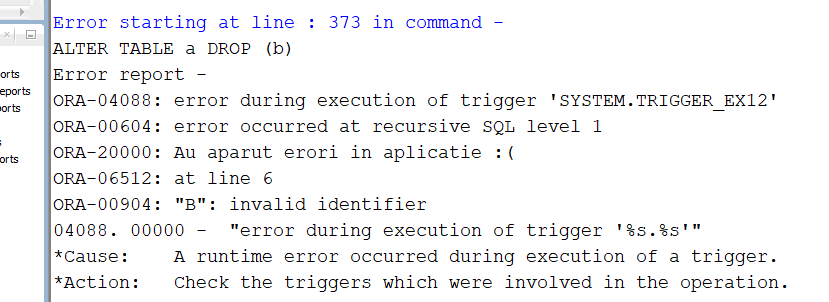 Error starting at line : 373 in command -
ALTER TABLE a DROP (b)
Error report -
ORA-04088: error during execution of trigger 'SYSTEM.TRIGGER_EX12'
ORA-00604: error occurred at recursive SQL level 1
ORA-20000: Au aparut erori in aplicatie :(
ORA-06512: at line 6
ORA-00904: "B": invalid identifier
04088. 00000 -  "error during execution of trigger '%s.%s'"
*Cause:    A runtime error occurred during execution of a trigger.
*Action:   Check the triggers which were involved in the operation.
orts
eports
orts
orts